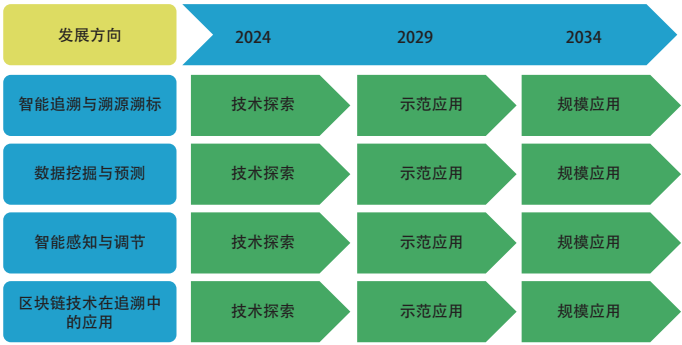 发展方向 2024 2029 2034
智能追溯与溯源溯标 技术探索 示范应用 规模应用
数据挖掘与预测 技术探索 示范应用 规模应用
智能感知与调节 技术探索 示范应用 规模应用
区块链技术在追溯中
的应用 技术探索 示范应用 规模应用